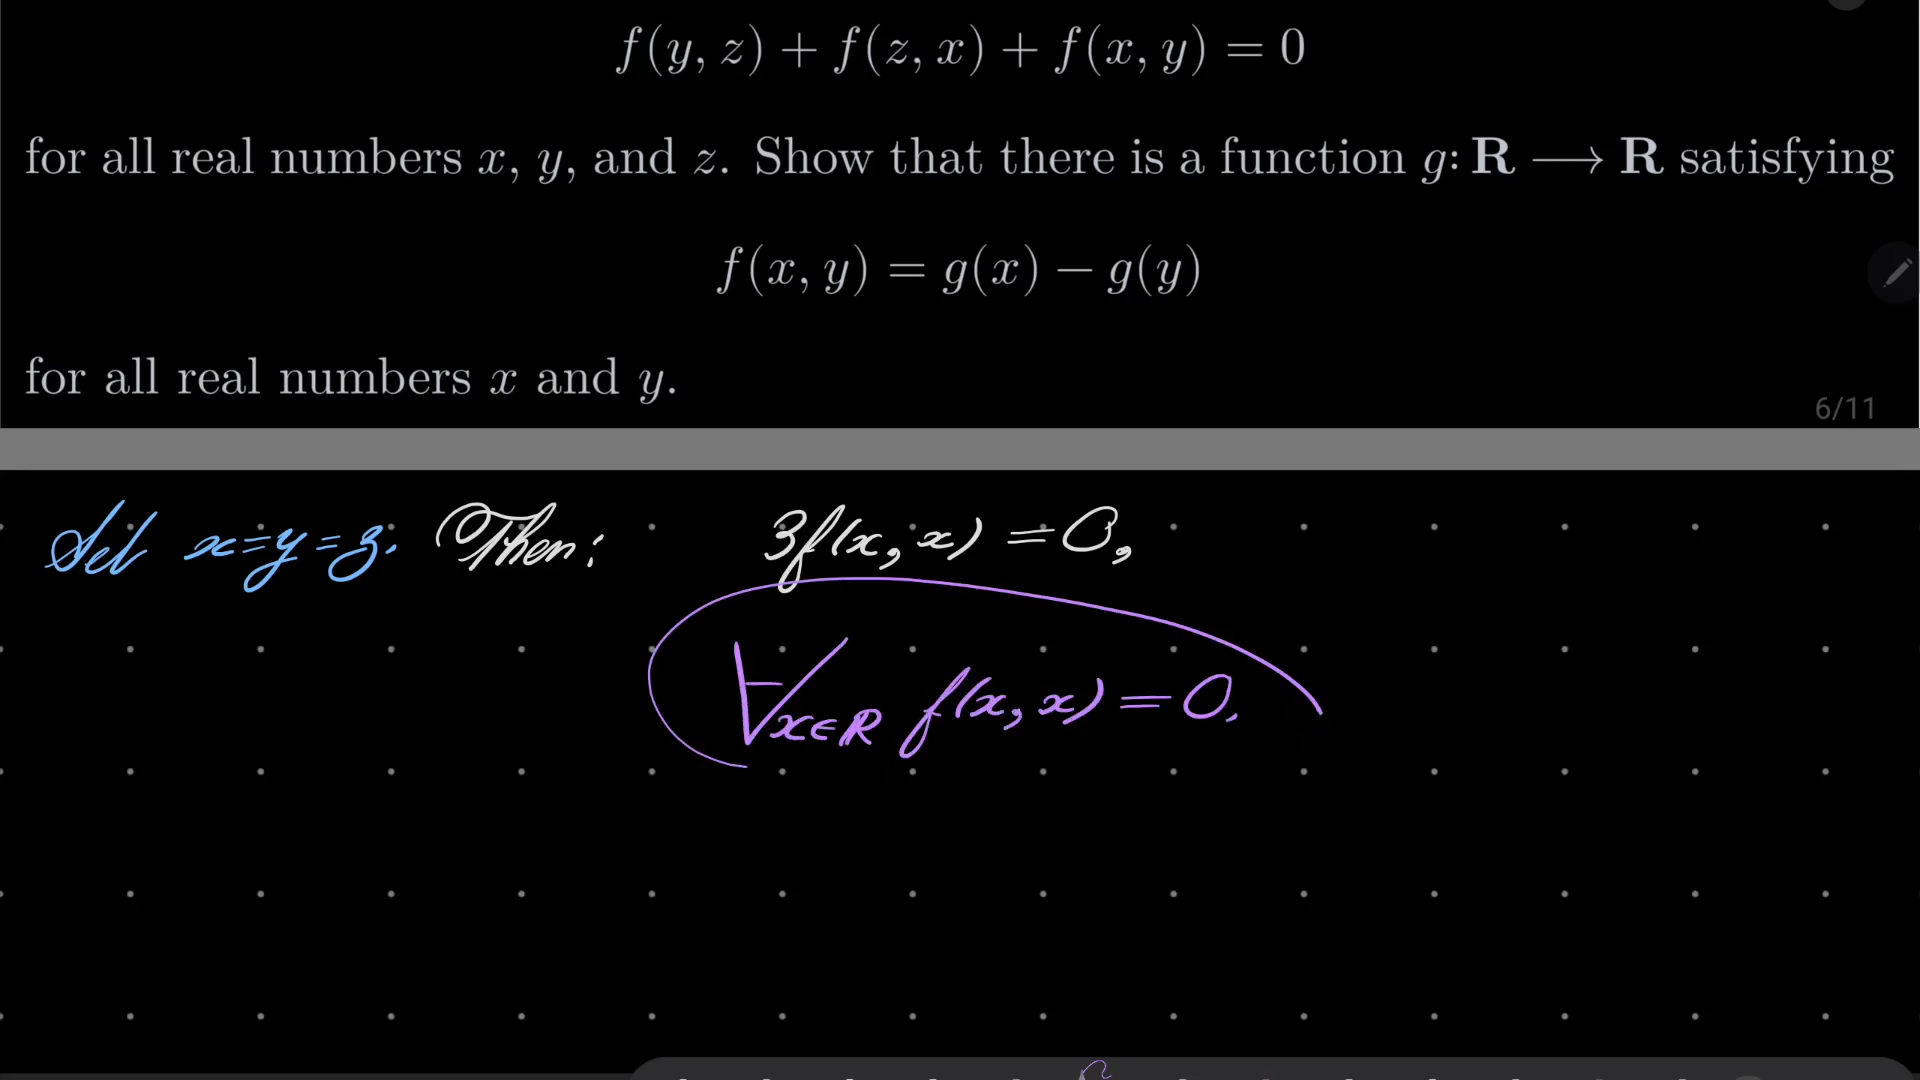 f(y, z) + f(z, x) + f(x, y) = 0
for all real numbers x, y, and z. Show that there is a function g: R ⟶ R satisfying
f(x, y) = g(x) − g(y)
for all real numbers x and y.
6/11
Set x=y=z. Then: 3f(x, x) = 0,
∀x∈R f(x, x) = 0.